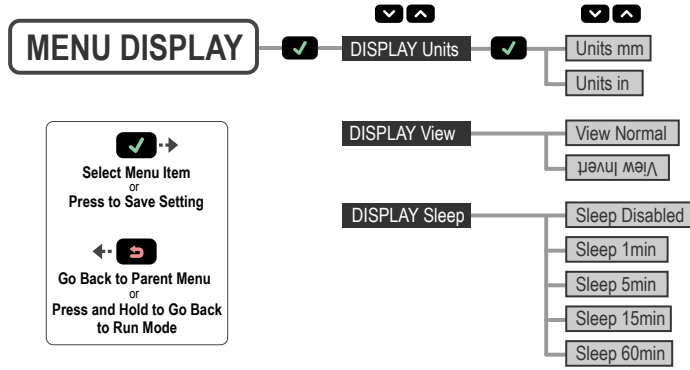 MENU DISPLAY
DISPLAY Units
Units mm
Units in
DISPLAY View
View Normal
View Invert
DISPLAY Sleep
Sleep Disabled
Sleep 1min
Sleep 5min
Sleep 15min
Sleep 60min
Select Menu Item
or
Press to Save Setting
Go Back to Parent Menu
or
Press and Hold to Go Back
to Run Mode